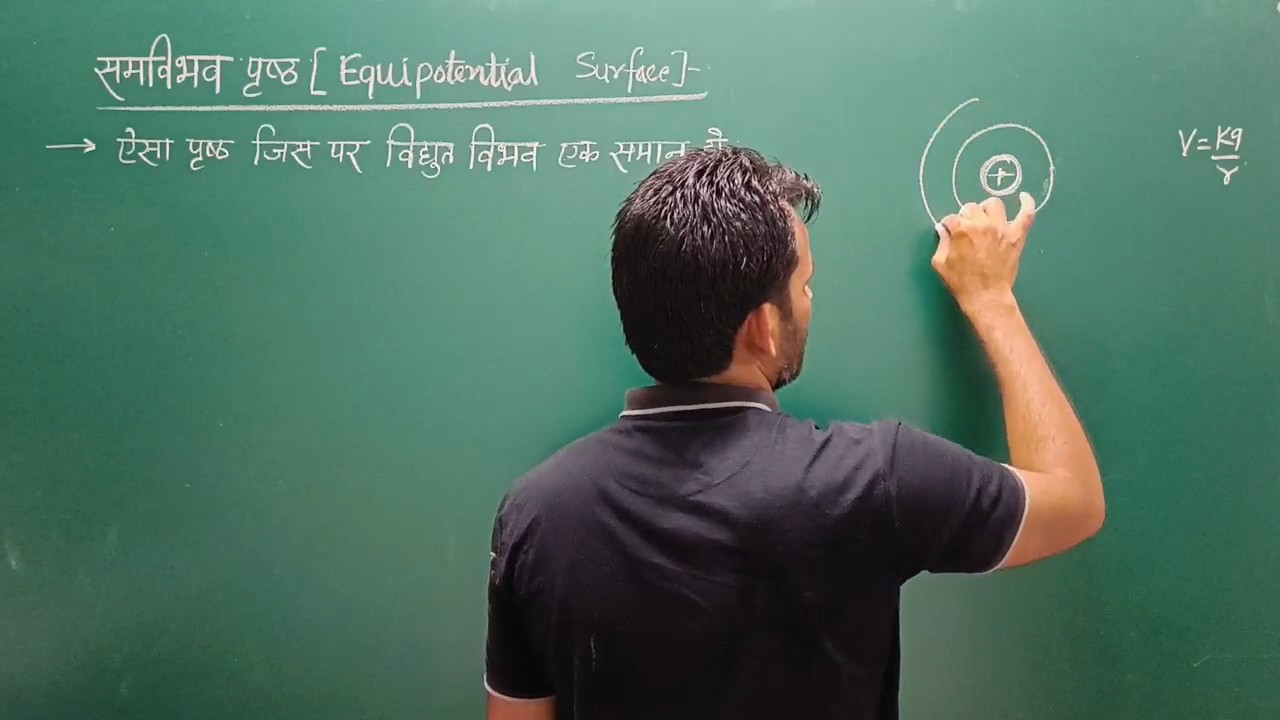 समविभव पृष्ठ [ Equipotential Surface ]-
→ ऐसा पृष्ठ जिस पर विद्युत विभव एक समान
+
V = Kq/r